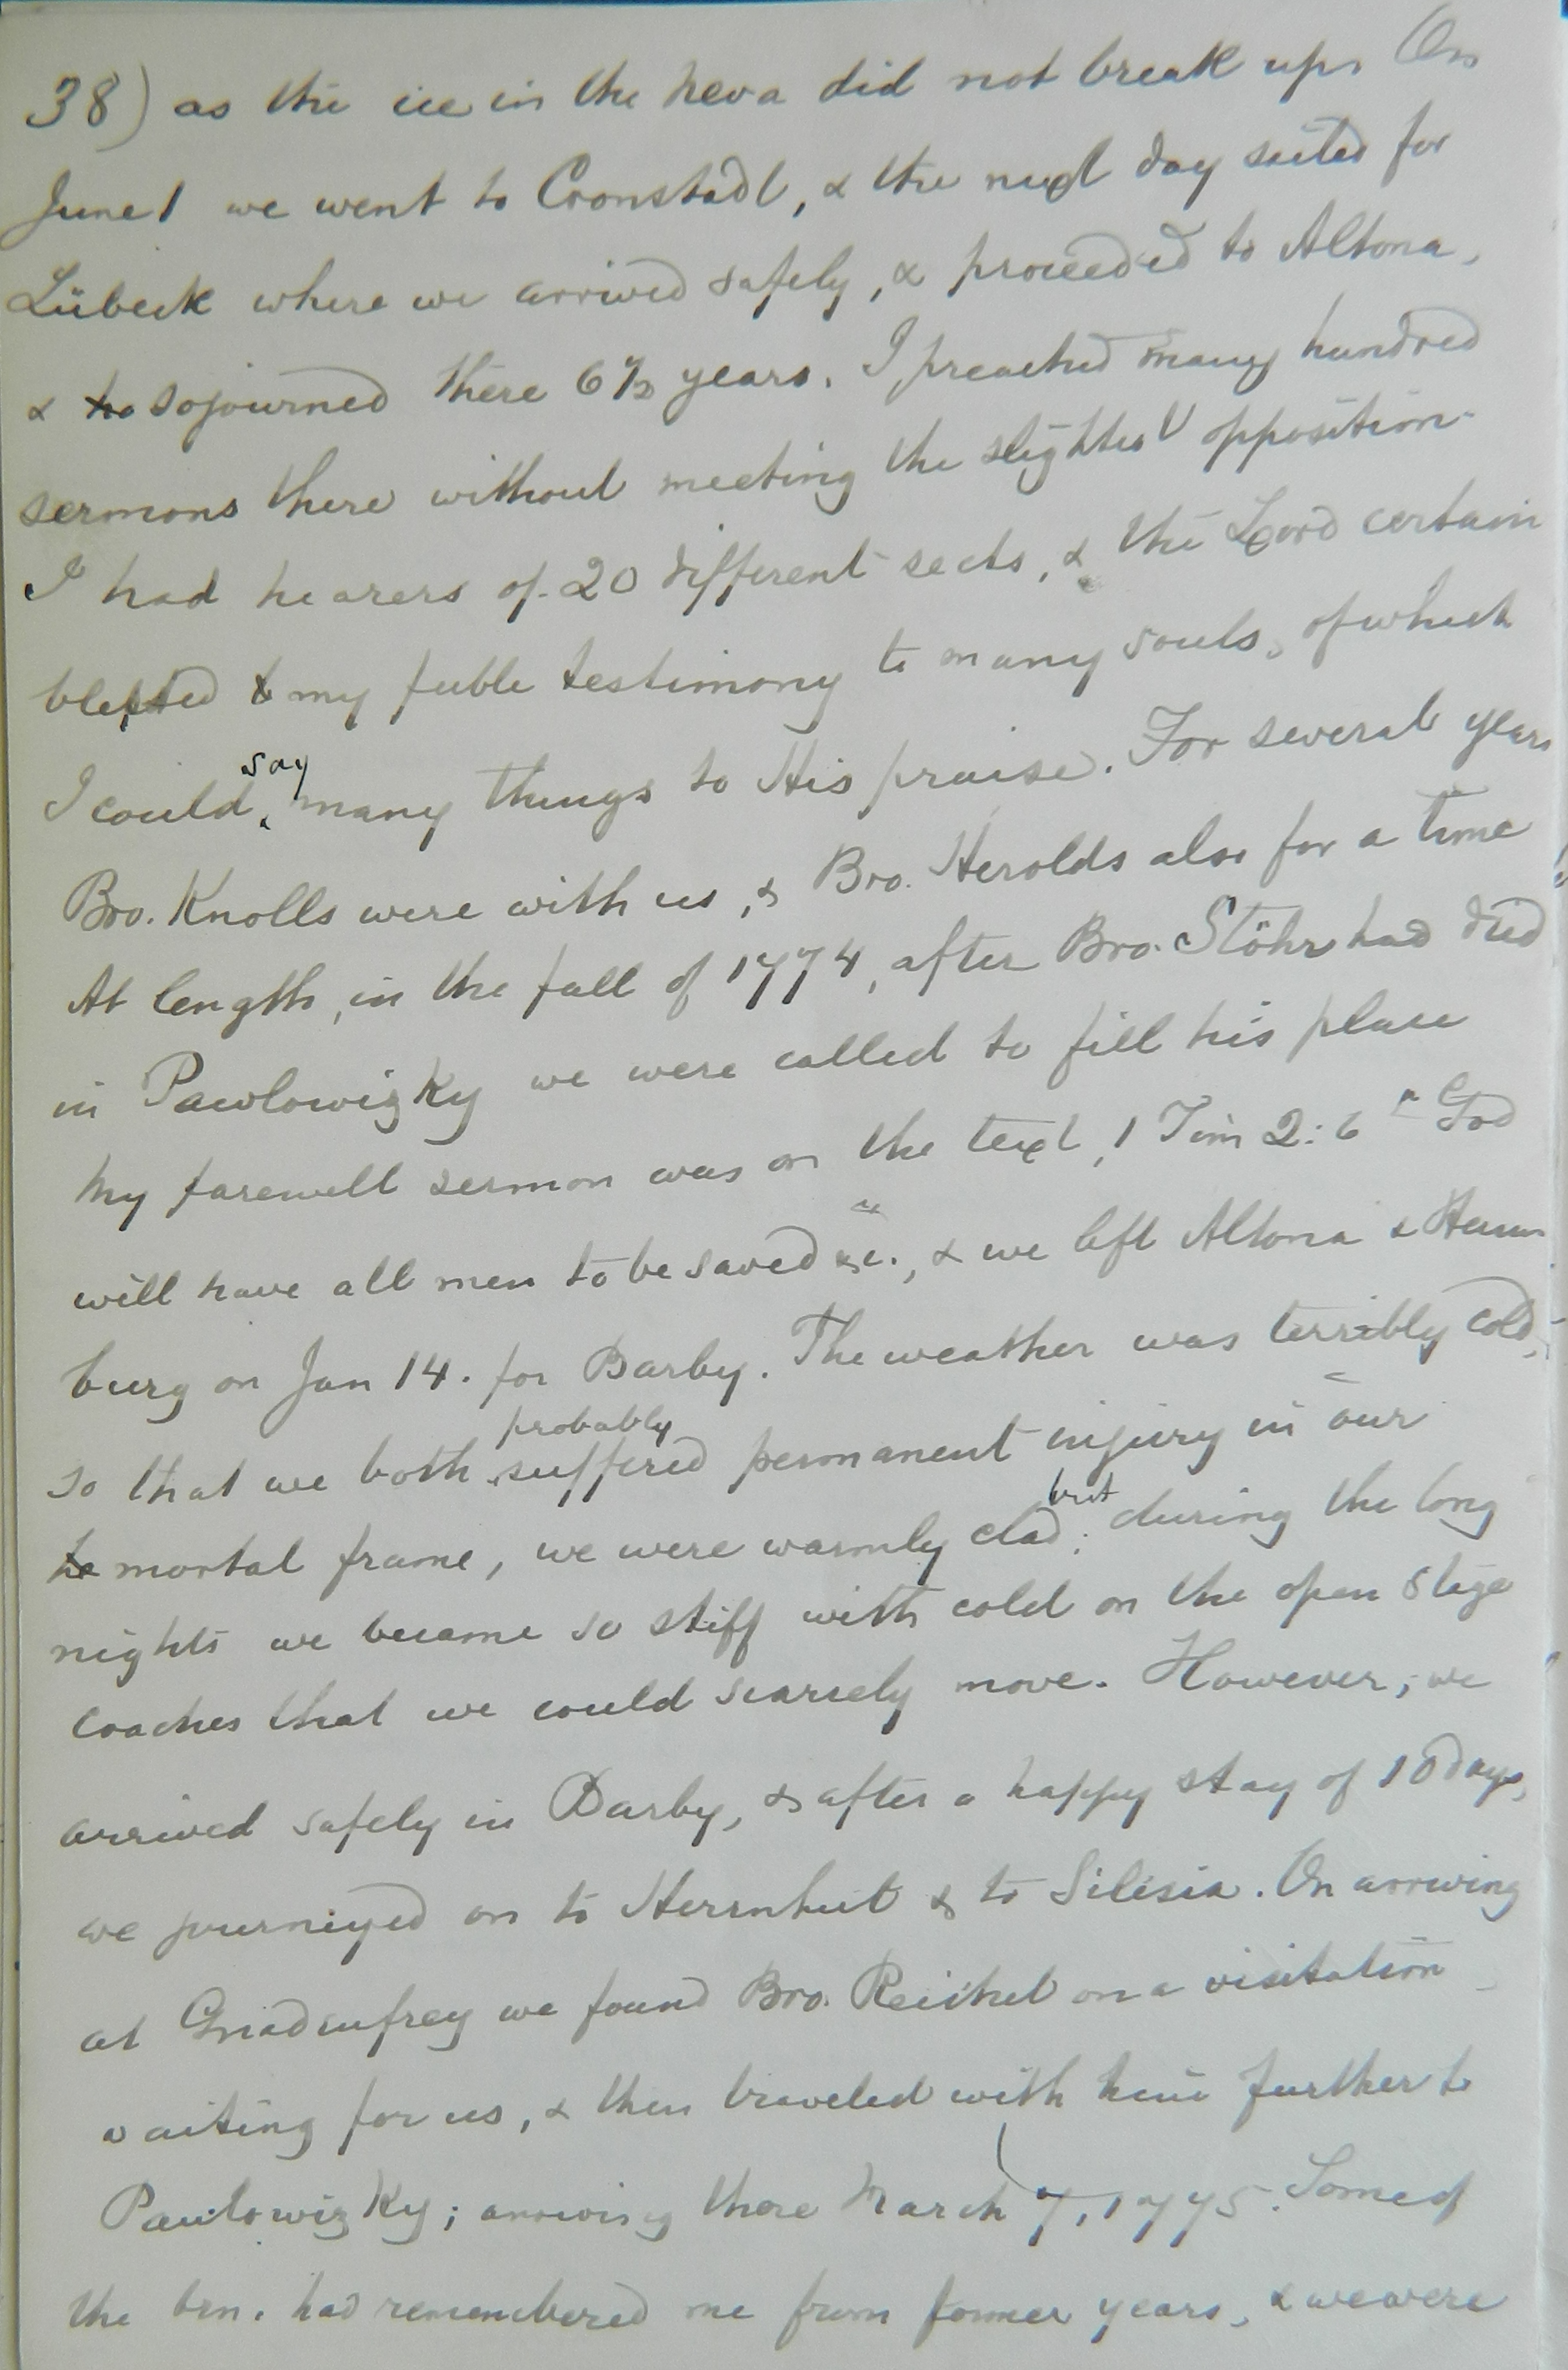 38) as the ice in the Neva did not break up. On
June 1 we went to Cronstadt, & the next day sailed for
Lübeck where we arrived safely, & proceeded to Altona,
& sojourned there 6½ years. I preached many hundred
sermons there without meeting the slightest opposition.
I had hearers of 20 different sects, & the Lord certain
blessed my feeble testimony to many souls, of which
I could say many things to His praise. For several years
Bro. Knolls were with us, & Bro. Herolds also for a time
At length, in the fall of 1774, after Bro. Stöhr had died
in Pawlowizky we were called to fill his place
My farewell sermon was on the text, 1 Tim 2:6 "God
will have all men to be saved" &c., & we left Altona & Ham
burg on Jan 14. for Barby. The weather was terribly cold,
so that we both probably suffered permanent injury in our
mortal frame, we were warmly clad; but during the long
nights we became so stiff with cold on the open stage
coaches that we could scarcely move. However, we
arrived safely in Barby, & after a happy stay of 10 days,
we journeyed on to Herrnhut & to Silesia. On arriving
at Gnadenfrey we found Bro. Reichel on a visitation
waiting for us, & then traveled with him further to
Pawlowizky; arriving there March 7, 1775. Some of
the brn. had remembered me from former years, & we were